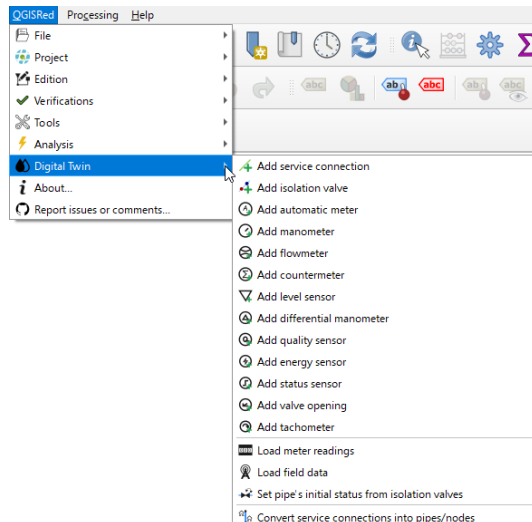 QGISRed Processing Help
File
Project
Edition
Verifications
Tools
Analysis
Digital Twin
About...
Report issues or comments...
abc
abc
abc
abc
abc
Add service connection
Add isolation valve
Add automatic meter
Add manometer
Add flowmeter
Add countermeter
Add level sensor
Add differential manometer
Add quality sensor
Add energy sensor
Add status sensor
Add valve opening
Add tachometer
Load meter readings
Load field data
Set pipe's initial status from isolation valves
Convert service connections into pipes/nodes